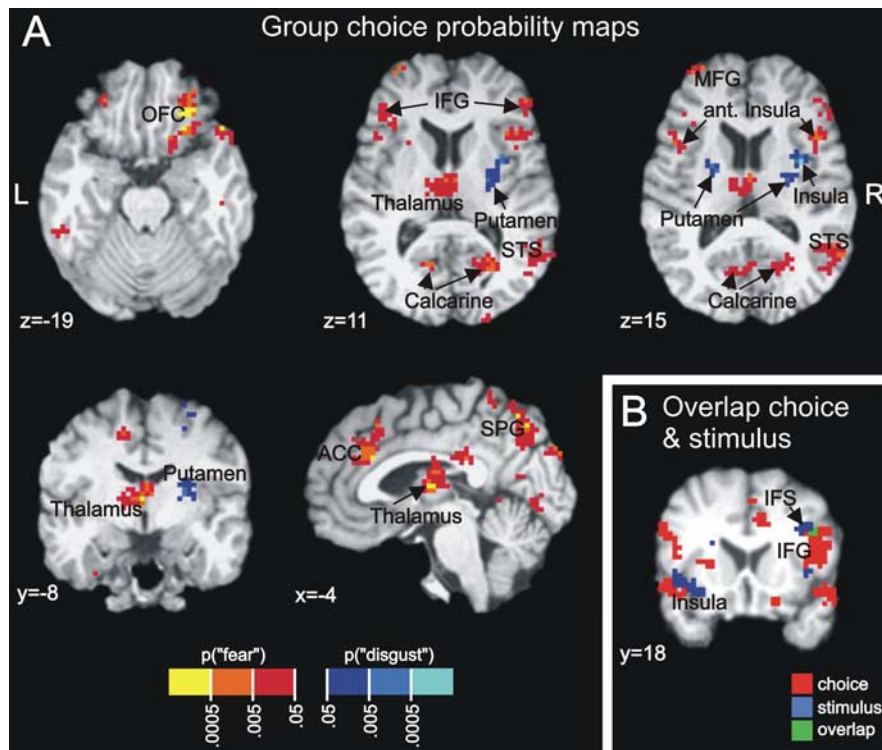 A
Group choice probability maps
OFC
L
z=-19
IFG
Thalamus
Putamen
STS
Calcarine
z=11
MFG
ant. Insula
Putamen
Insula
R
STS
Calcarine
z=15
Putamen
Thalamus
y=-8
ACC
SPG
Thalamus
x=-4
p("fear")
.0005
.005
.05
p("disgust")
.05
.005
.0005
B
Overlap choice
& stimulus
IFS
IFG
Insula
y=18
choice
stimulus
overlap